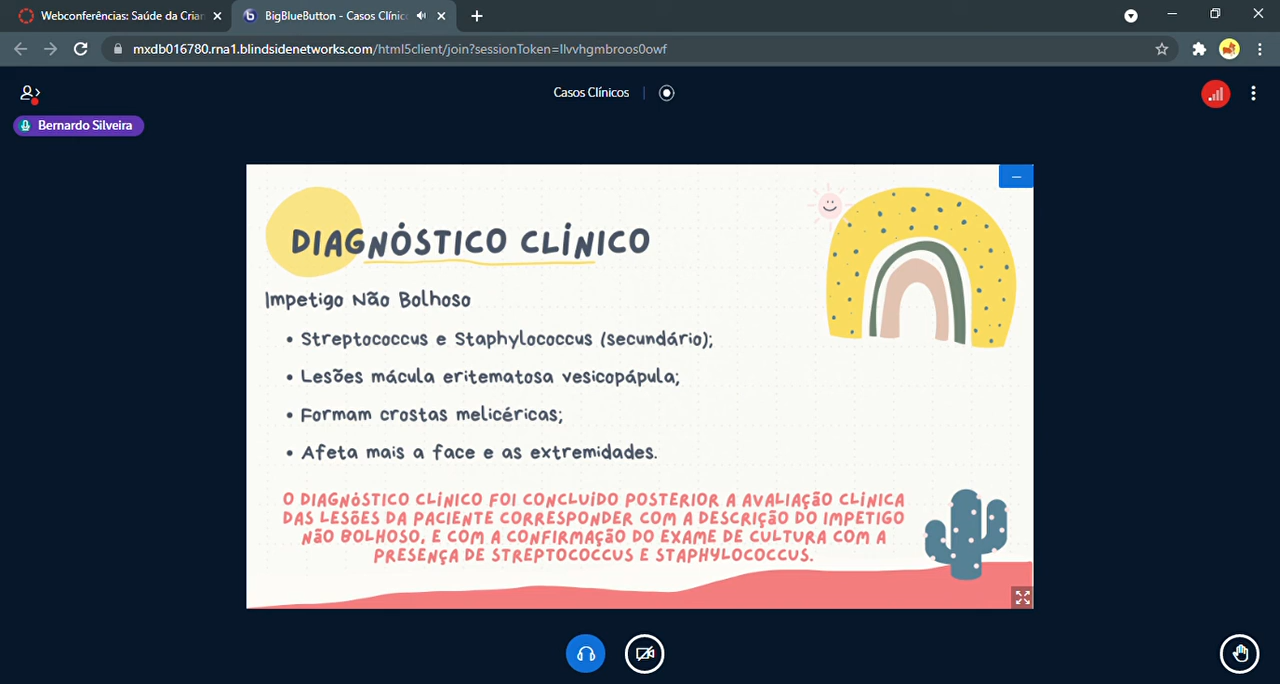 Webconferências: Saúde da Crian
BigBlueButton - Casos Clínic
mxdb016780.rna1.blindsidenetworks.com/html5client/join?sessionToken=llvvhgmbroos0owf
Casos Clínicos
Bernardo Silveira
DIAGNÓSTICO CLÍNICO
Impetigo Não Bolhoso
• Streptococcus e Staphylococcus (secundário);
• Lesões mácula eritematosa vesicopápula;
• Formam crostas melicéricas;
• Afeta mais a face e as extremidades.
O DIAGNÓSTICO CLÍNICO FOI CONCLUÍDO POSTERIOR A AVALIAÇÃO CLÍNICA
DAS LESÕES DA PACIENTE CORRESPONDER COM A DESCRIÇÃO DO IMPETIGO
NÃO BOLHOSO, E COM A CONFIRMAÇÃO DO EXAME DE CULTURA COM A
PRESENÇA DE STREPTOCOCCUS E STAPHYLOCOCCUS.